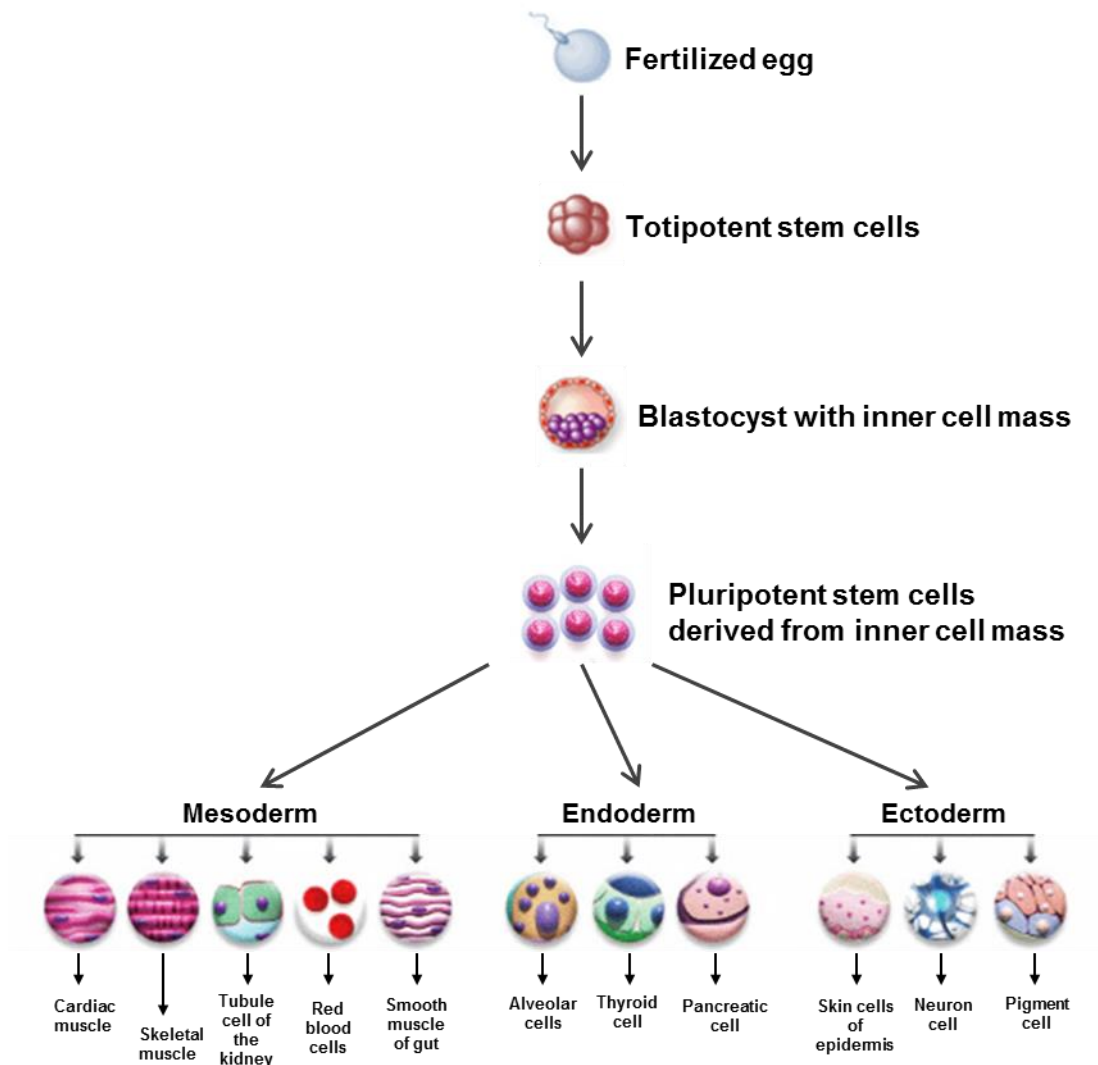 Fertilized egg
Totipotent stem cells
Blastocyst with inner cell mass
Pluripotent stem cells
derived from inner cell mass
Mesoderm
Endoderm
Ectoderm
Cardiac
muscle
Skeletal
muscle
Tubule
cell of
the
kidney
Red
blood
cells
Smooth
muscle
of gut
Alveolar
cells
Thyroid
cell
Pancreatic
cell
Skin cells
of
epidermis
Neuron
cell
Pigment
cell